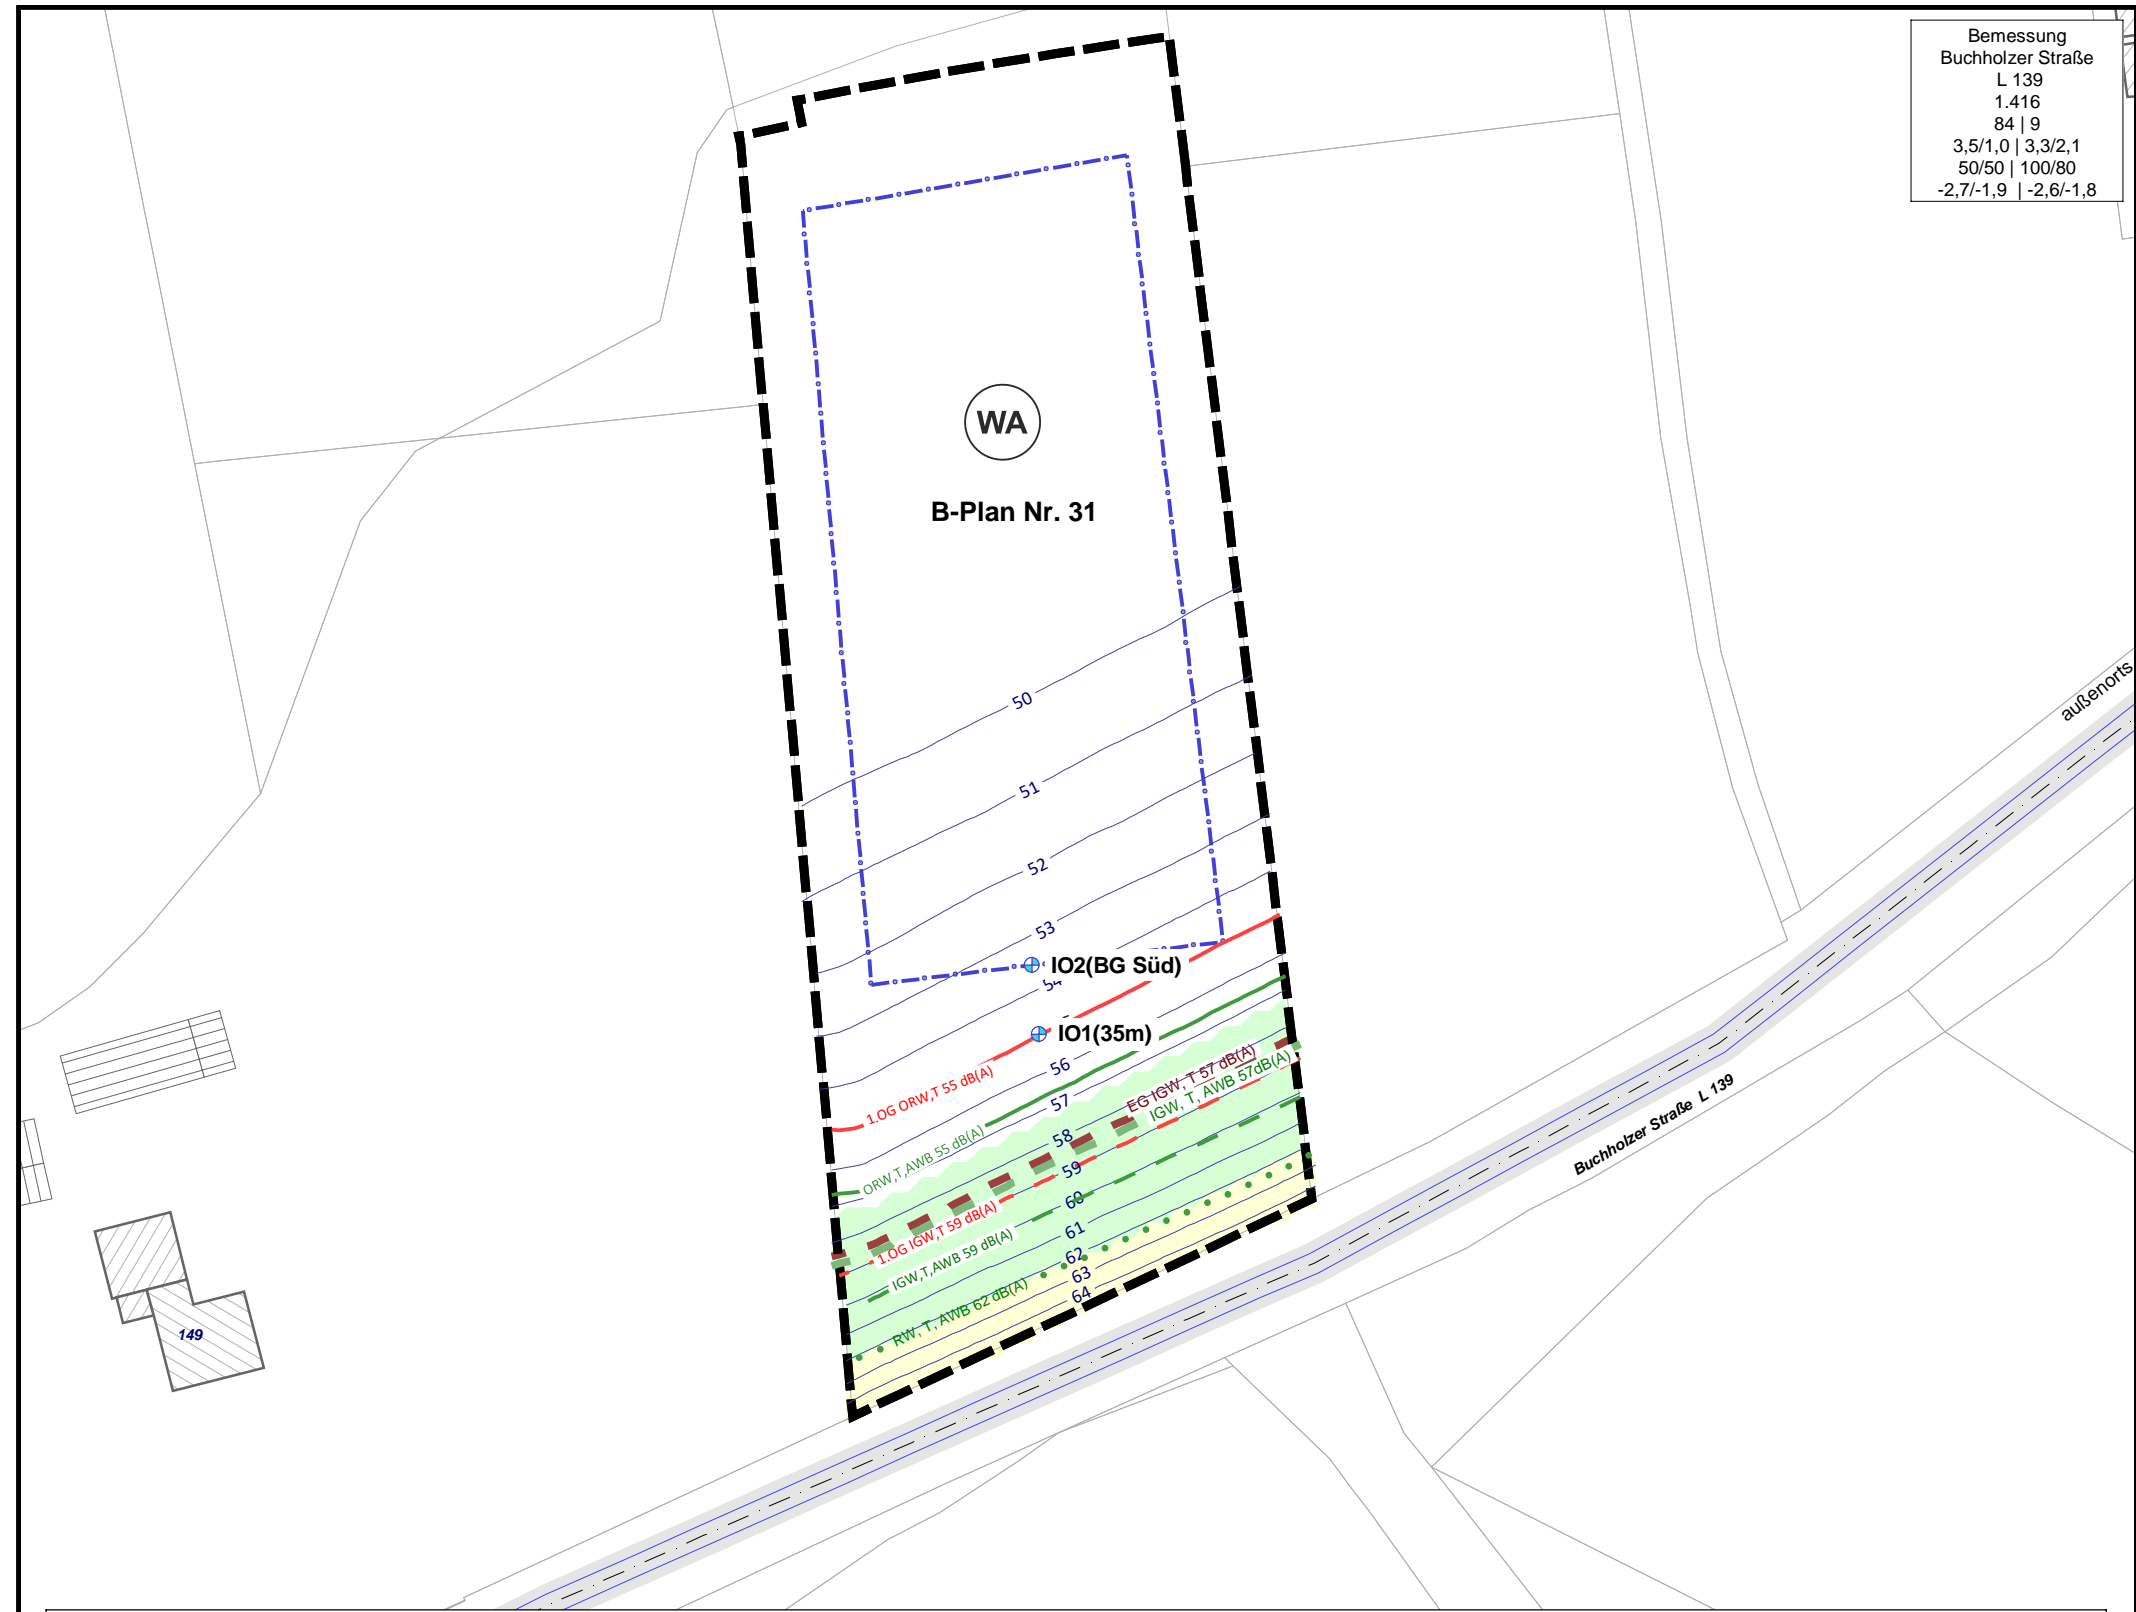 Bemessung
Buchholzer Straße
L 139
1.416
84 | 9
3,5/1,0 | 3,3/2,1
50/50 | 100/80
-2,7/-1,9 | -2,6/-1,8
WA
B-Plan Nr. 31
außenorts
50
51
52
53
IO2(BG Süd)
54
IO1(35m)
56
1.OG ORW,T 55 dB(A)
57
EG IGW, T 57 dB(A)
IGW, T, AWB 57dB(A)
58
ORW,T,AWB 55 dB(A)
59
Buchholzer Straße L 139
60
1.OG IGW,T 59 dB(A)
61
IGW,T,AWB 59 dB(A)
62
63
64
RW, T, AWB 62 dB(A)
149